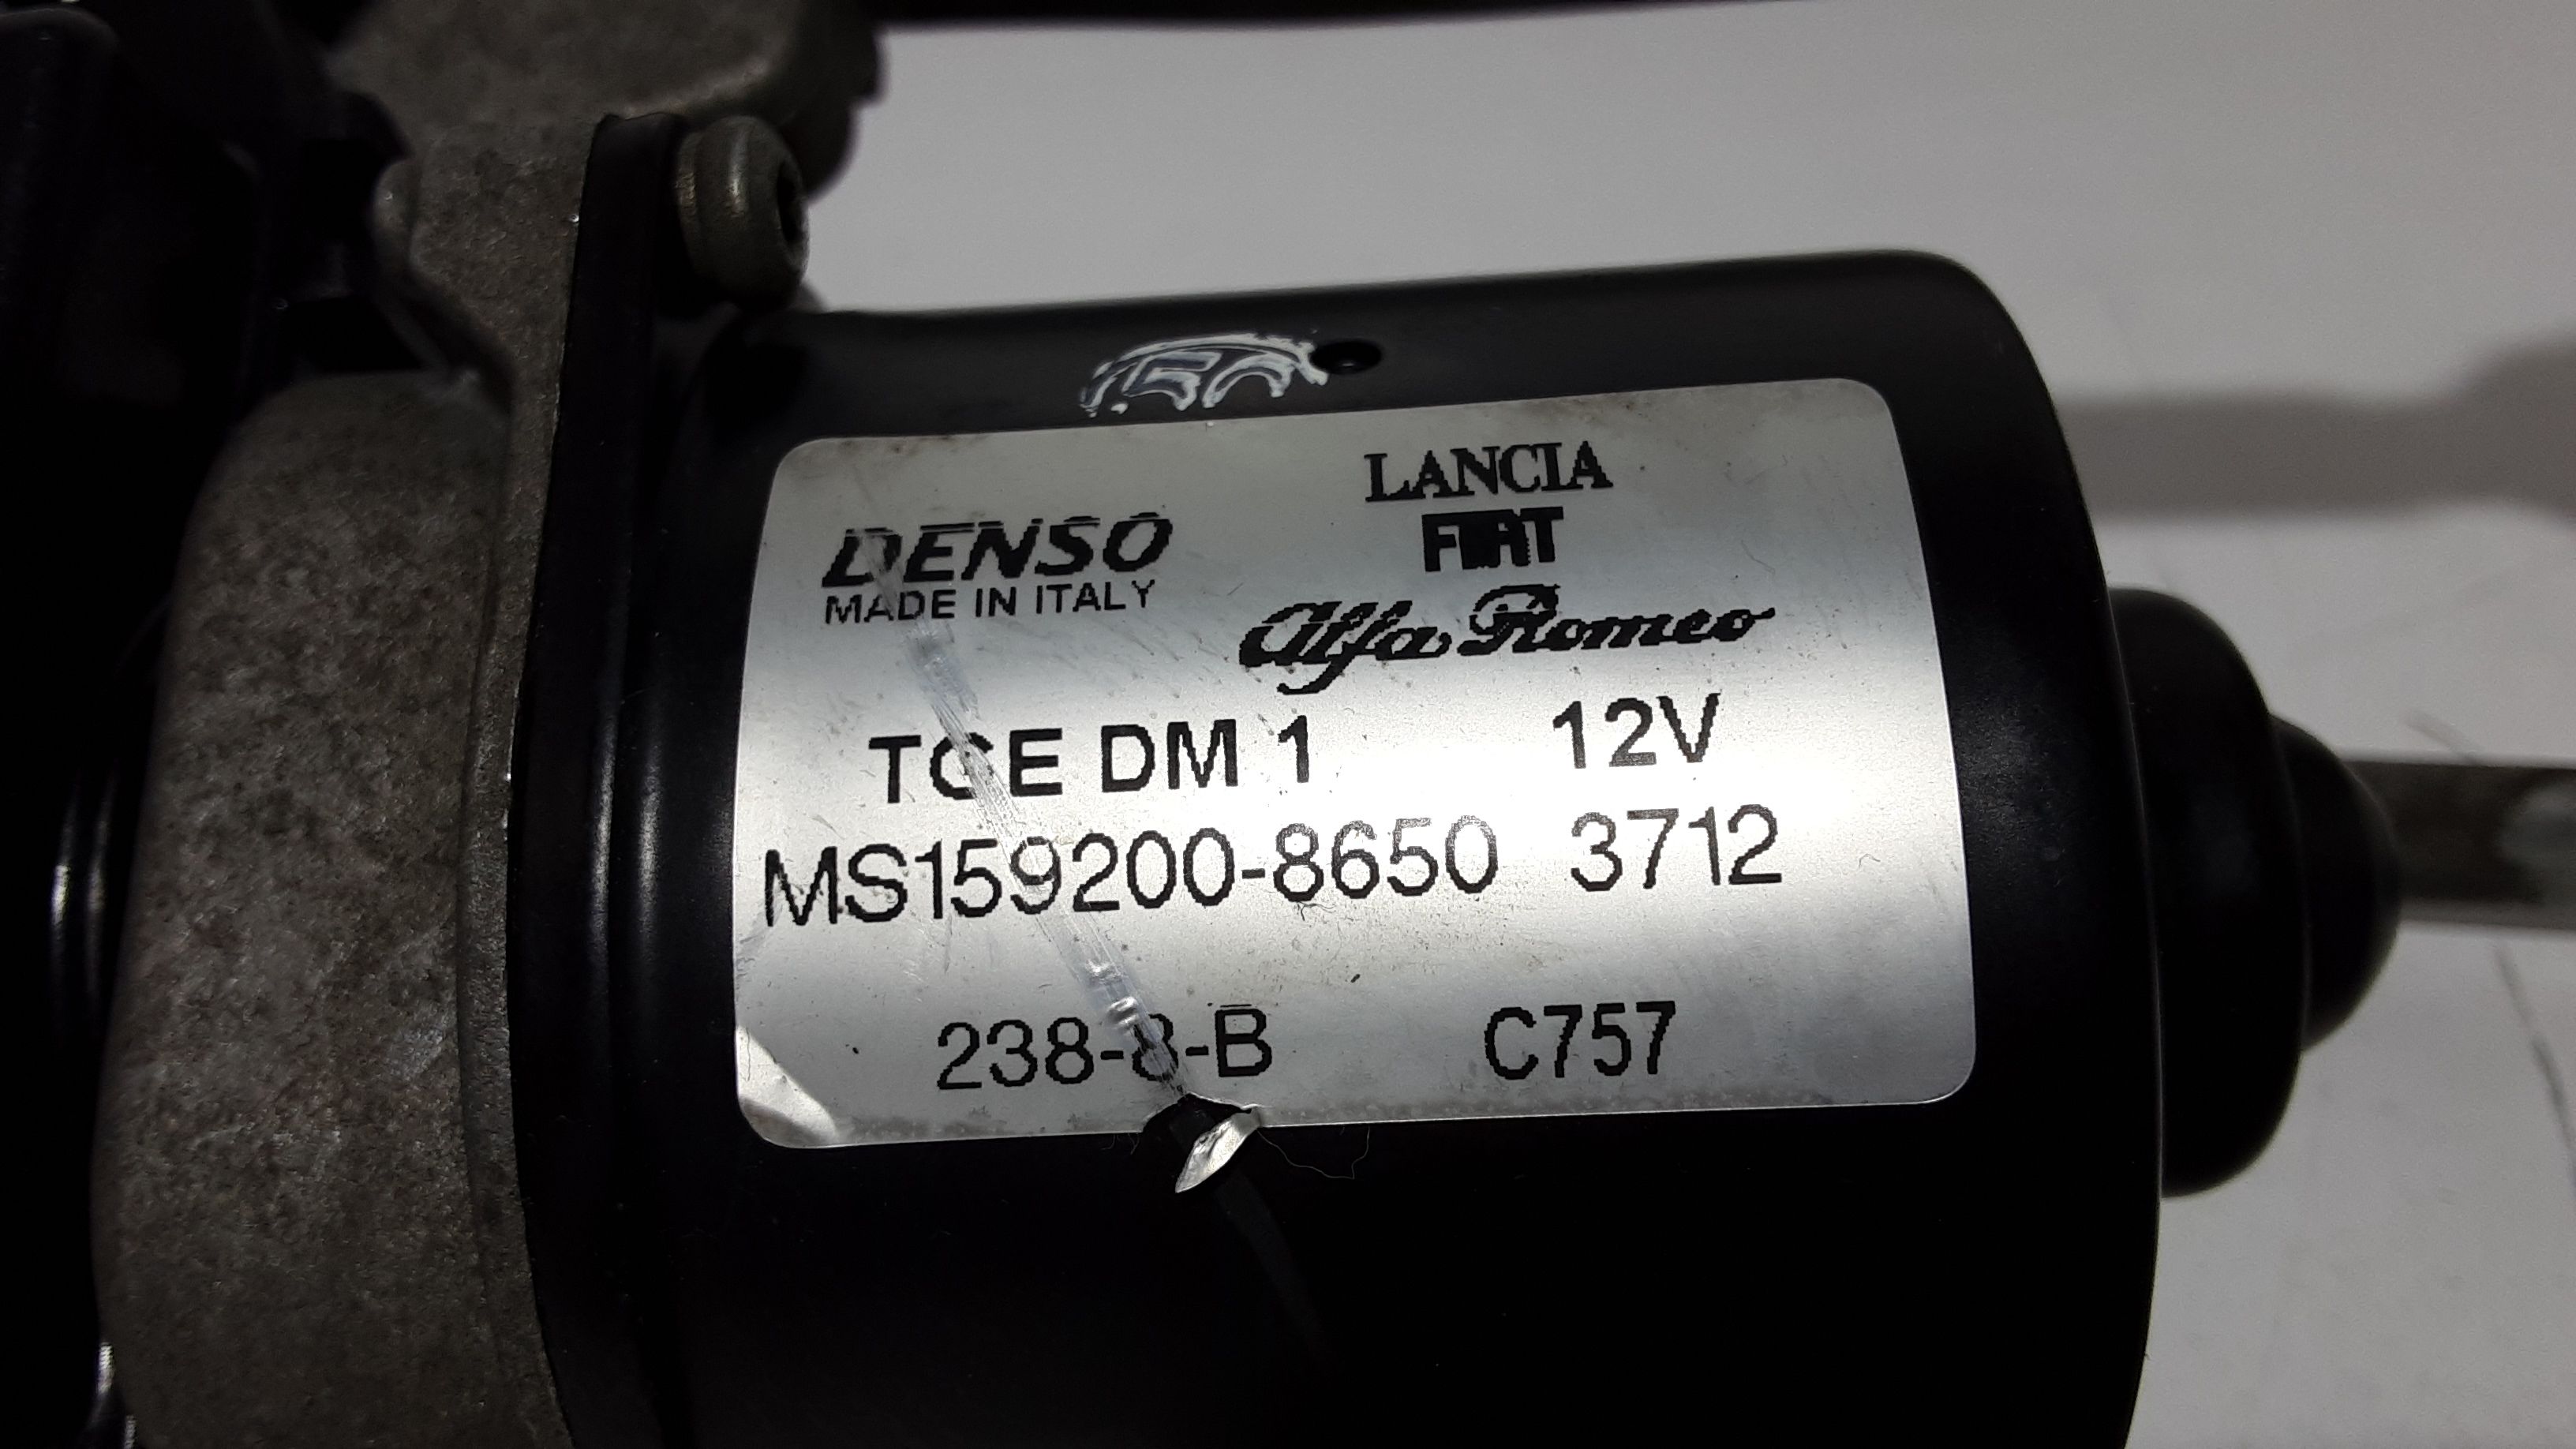 DENSO
MADE IN ITALY
LANCIA
FIAT
Alfa Romeo
TGE DM 1 12V
MS159200-8650 3712
238-8-B C757